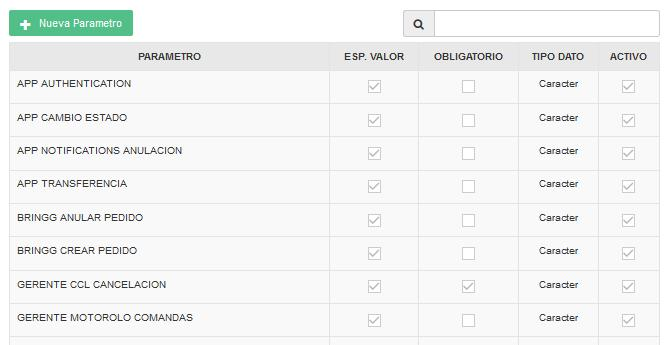 Nueva Parametro
PARAMETRO ESP. VALOR OBLIGATORIO TIPO DATO ACTIVO
APP AUTHENTICATION Caracter
APP CAMBIO ESTADO Caracter
APP NOTIFICATIONS ANULACION Caracter
APP TRANSFERENCIA Caracter
BRINGG ANULAR PEDIDO Caracter
BRINGG CREAR PEDIDO Caracter
GERENTE CCL CANCELACION Caracter
GERENTE MOTOROLO COMANDAS Caracter